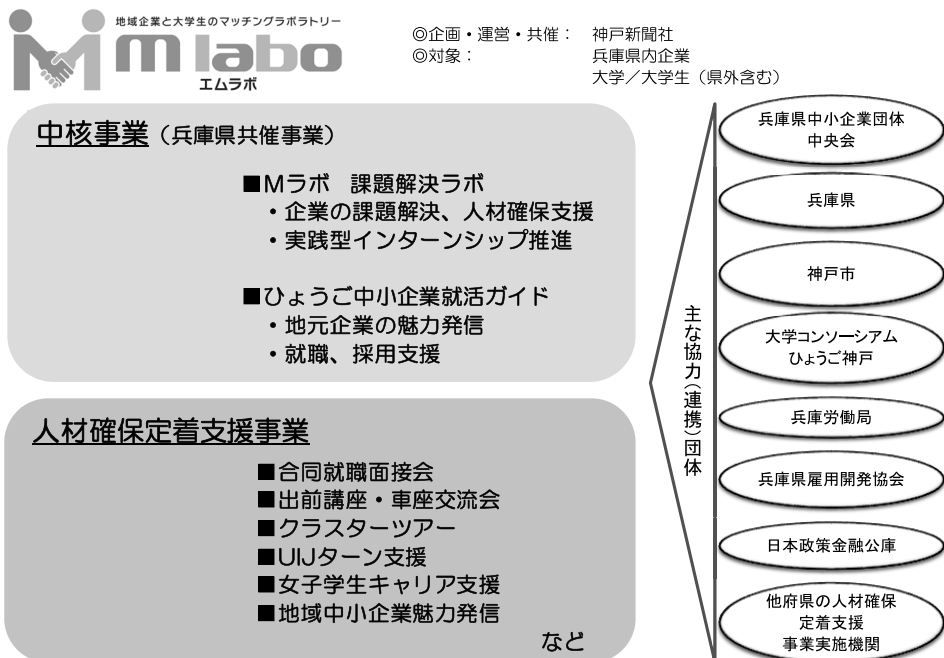 地域企業と大学生のマッチングラボラトリー
M labo
エムラボ
◎企画・運営・共催： 神戸新聞社
◎対象： 兵庫県内企業
大学／大学生（県外含む）
中核事業（兵庫県共催事業）
■Mラボ 課題解決ラボ
・企業の課題解決、人材確保支援
・実践型インターンシップ推進
■ひょうご中小企業就活ガイド
・地元企業の魅力発信
・就職、採用支援
人材確保定着支援事業
■合同就職面接会
■出前講座・車座交流会
■クラスターツアー
■UIJターン支援
■女子学生キャリア支援
■地域中小企業魅力発信
など
主な協力（連携）団体
兵庫県中小企業団体
中央会
兵庫県
神戸市
大学コンソーシアム
ひょうご神戸
兵庫労働局
兵庫県雇用開発協会
日本政策金融公庫
他府県の人材確保
定着支援
事業実施機関